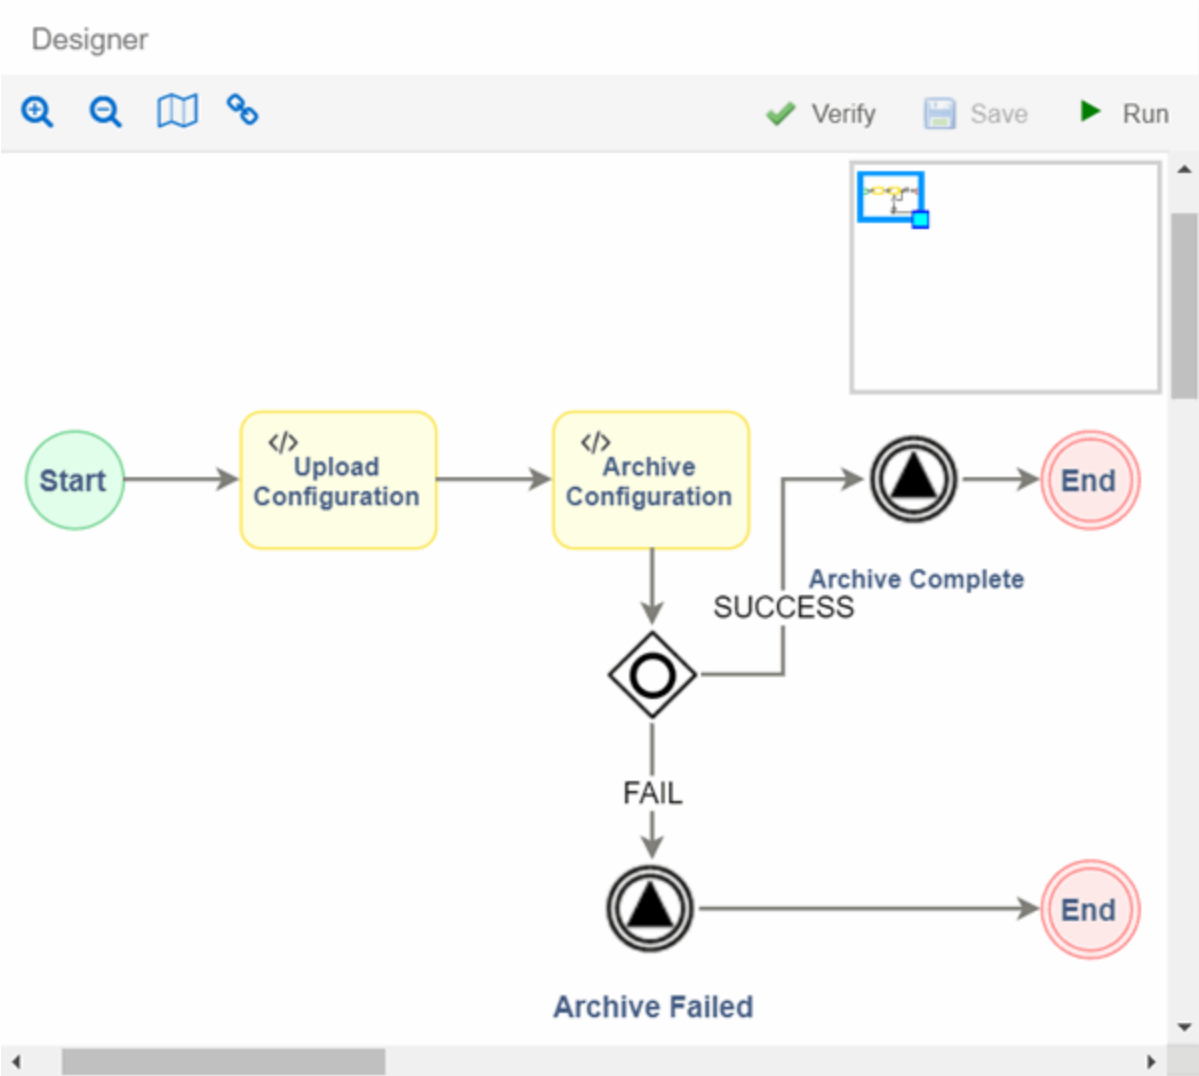 Designer
Verify
Save
Run
Start
</>
Upload
Configuration
</>
Archive
Configuration
End
Archive Complete
SUCCESS
FAIL
End
Archive Failed